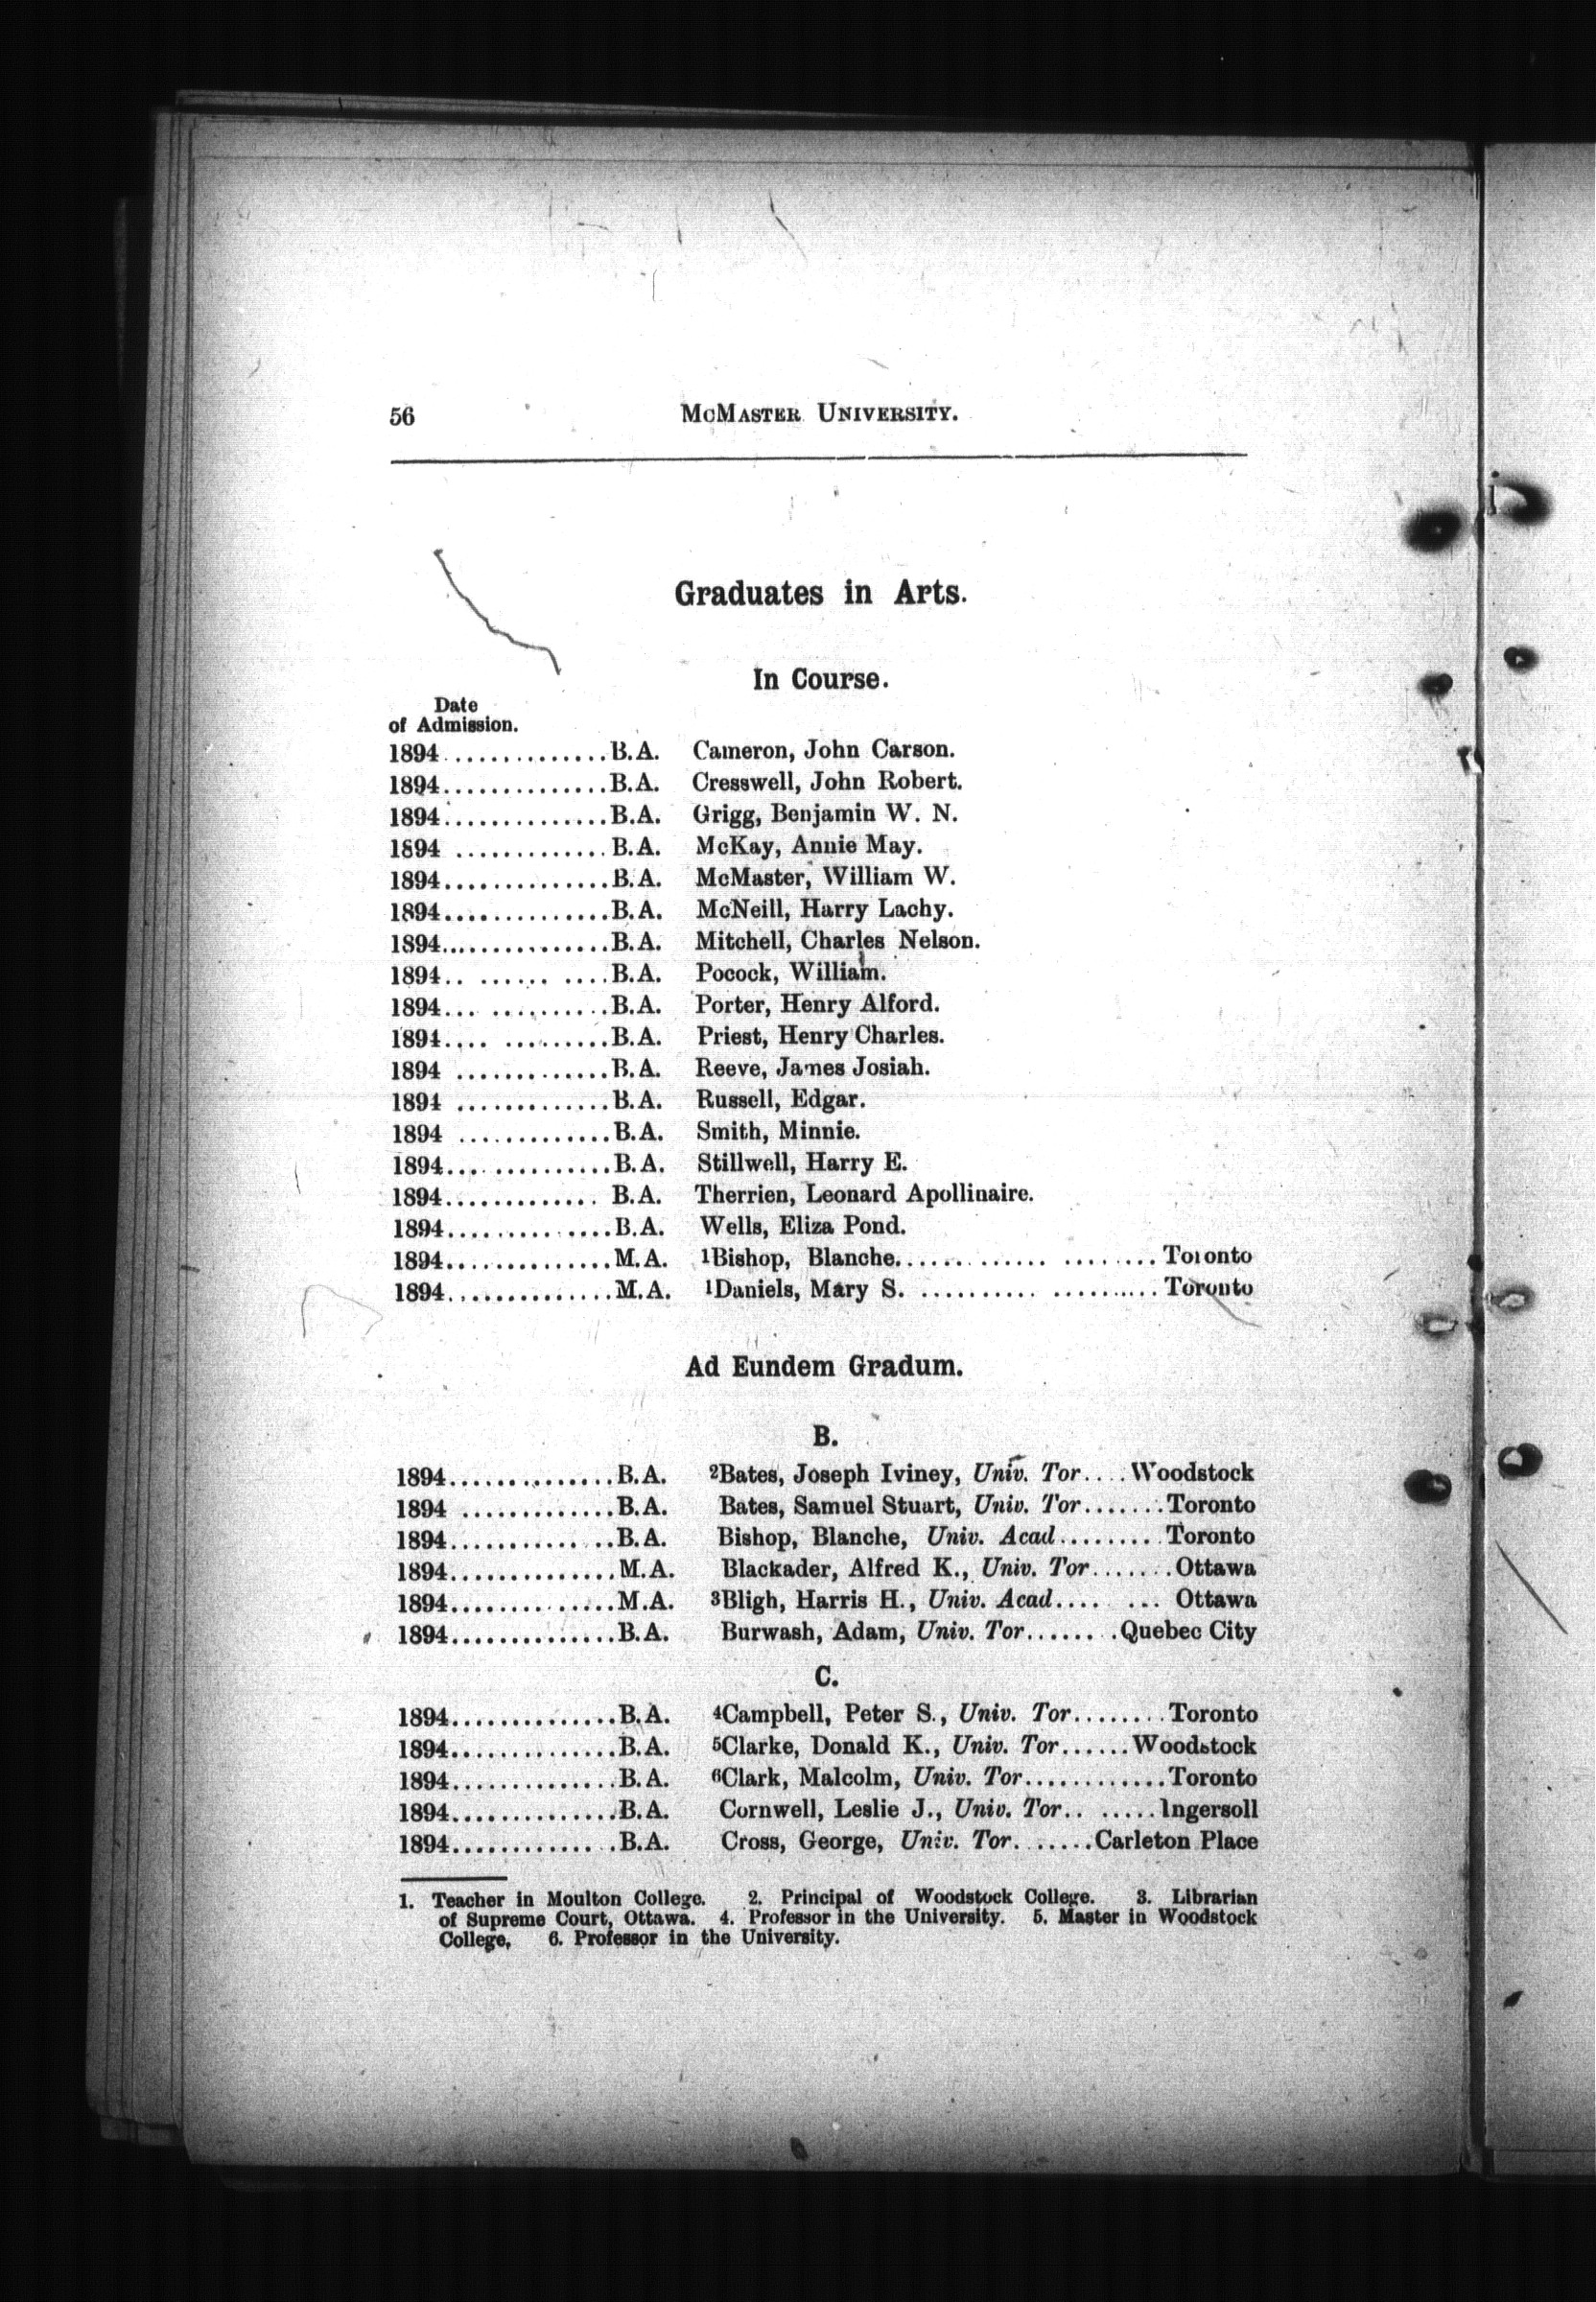 56 McMaster University.
Graduates in Arts.
In Course.
Date
of Admission.
1894..............B.A. Cameron, John Carson.
1894..............B.A. Cresswell, John Robert.
1894..............B.A. Grigg, Benjamin W. N.
1894 .............B.A. McKay, Annie May.
1894..............B.A. McMaster, William W.
1894..............B.A. McNeill, Harry Lachy.
1894..............B.A. Mitchell, Charles Nelson.
1894.. ...... ....B.A. Pocock, William.
1894... ..........B.A. Porter, Henry Alford.
1894.... .........B.A. Priest, Henry Charles.
1894 .............B.A. Reeve, James Josiah.
1894 .............B.A. Russell, Edgar.
1894 .............B.A. Smith, Minnie.
1894... ..........B.A. Stillwell, Harry E.
1894............. B.A. Therrien, Leonard Apollinaire.
1894..............B.A. Wells, Eliza Pond.
1894..............M.A. 1Bishop, Blanche............. ........Toronto
1894..............M.A. 1Daniels, Mary S. .......... .........Toronto
Ad Eundem Gradum.
B.
1894..............B.A. 2Bates, Joseph Iviney, Univ. Tor....Woodstock
1894 .............B.A. Bates, Samuel Stuart, Univ. Tor.......Toronto
1894........... ..B.A. Bishop, Blanche, Univ. Acad.........Toronto
1894..............M.A. Blackader, Alfred K., Univ. Tor.......Ottawa
1894..............M.A. 3Bligh, Harris H., Univ. Acad.... ... Ottawa
1894..............B.A. Burwash, Adam, Univ. Tor........Quebec City
C.
1894..............B.A. 4Campbell, Peter S., Univ. Tor........Toronto
1894..............B.A. 5Clarke, Donald K., Univ. Tor......Woodstock
1894..............B.A. 6Clark, Malcolm, Univ. Tor............Toronto
1894..............B.A. Cornwell, Leslie J., Univ. Tor.. .....Ingersoll
1894............. .B.A. Cross, George, Univ. Tor.......Carleton Place
1. Teacher in Moulton College. 2. Principal of Woodstock College. 3. Librarian
of Supreme Court, Ottawa. 4. Professor in the University. 5. Master in Woodstock
College, 6. Professor in the University.